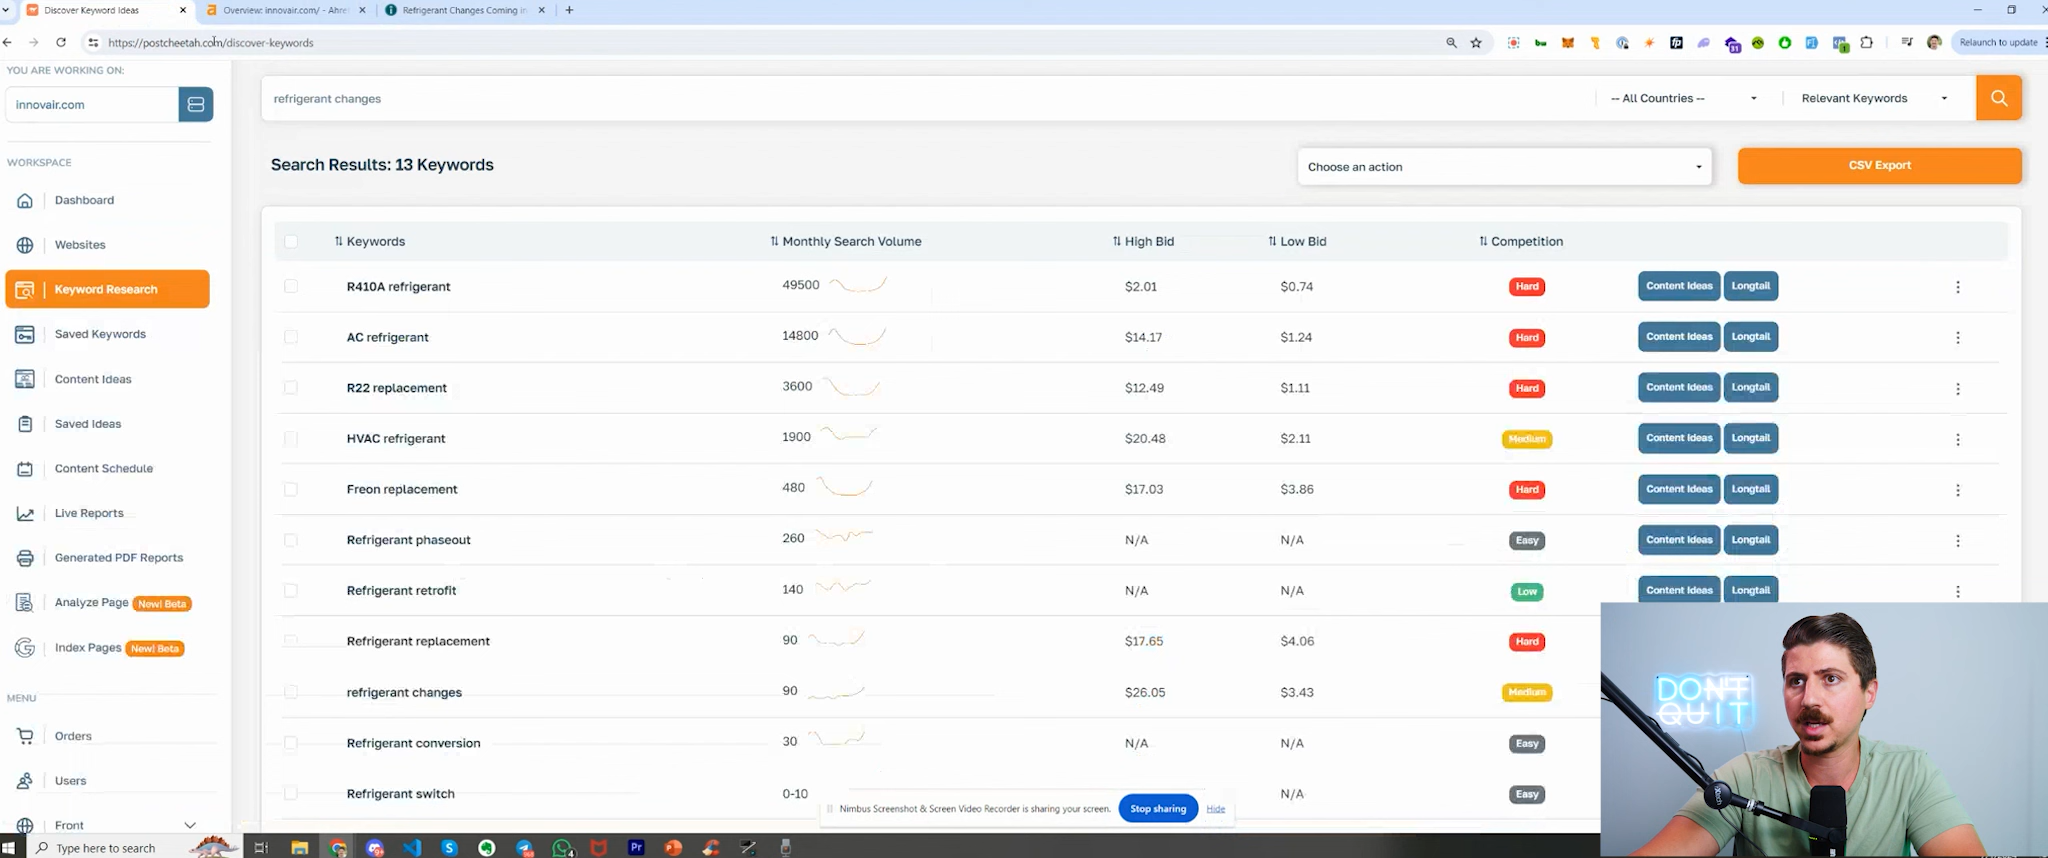 Discover Keyword Ideas
Overview: innovair.com/ - Ahre
Refrigerant Changes Coming in
https://postcheetah.com/discover-keywords
Relaunch to update
YOU ARE WORKING ON:
innovair.com
refrigerant changes
-- All Countries --
Relevant Keywords
Search Results: 13 Keywords
Choose an action
CSV Export
WORKSPACE
Dashboard
Websites
Keyword Research
Saved Keywords
Content Ideas
Saved Ideas
Content Schedule
Live Reports
Generated PDF Reports
Analyze Page New! Beta
Index Pages New! Beta
MENU
Orders
Users
Front
Keywords Monthly Search Volume High Bid Low Bid Competition
R410A refrigerant 49500 $2.01 $0.74 Hard Content Ideas Longtail
AC refrigerant 14800 $14.17 $1.24 Hard Content Ideas Longtail
R22 replacement 3600 $12.49 $1.11 Hard Content Ideas Longtail
HVAC refrigerant 1900 $20.48 $2.11 Medium Content Ideas Longtail
Freon replacement 480 $17.03 $3.86 Hard Content Ideas Longtail
Refrigerant phaseout 260 N/A N/A Easy Content Ideas Longtail
Refrigerant retrofit 140 N/A N/A Low Content Ideas Longtail
Refrigerant replacement 90 $17.65 $4.06 Hard
refrigerant changes 90 $26.05 $3.43 Medium
Refrigerant conversion 30 N/A N/A Easy
Refrigerant switch 0-10 N/A Easy
Nimbus Screenshot & Screen Video Recorder is sharing your screen. Stop sharing Hide
DON'T
QUIT
Type here to search